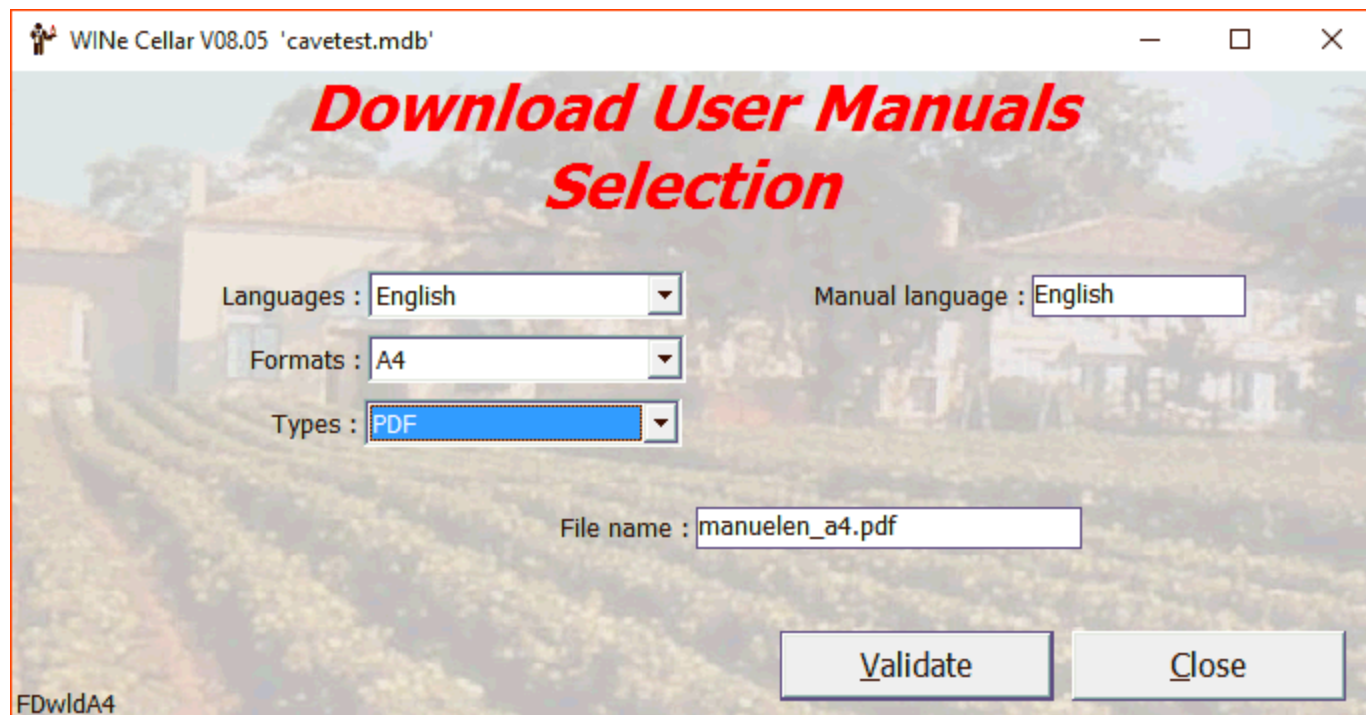 WINe Cellar V08.05 'cavetest.mdb'
Download User Manuals
Selection
Languages : English
Manual language : English
Formats : A4
Types : PDF
File name : manuelen_a4.pdf
Validate
Close
FDwldA4